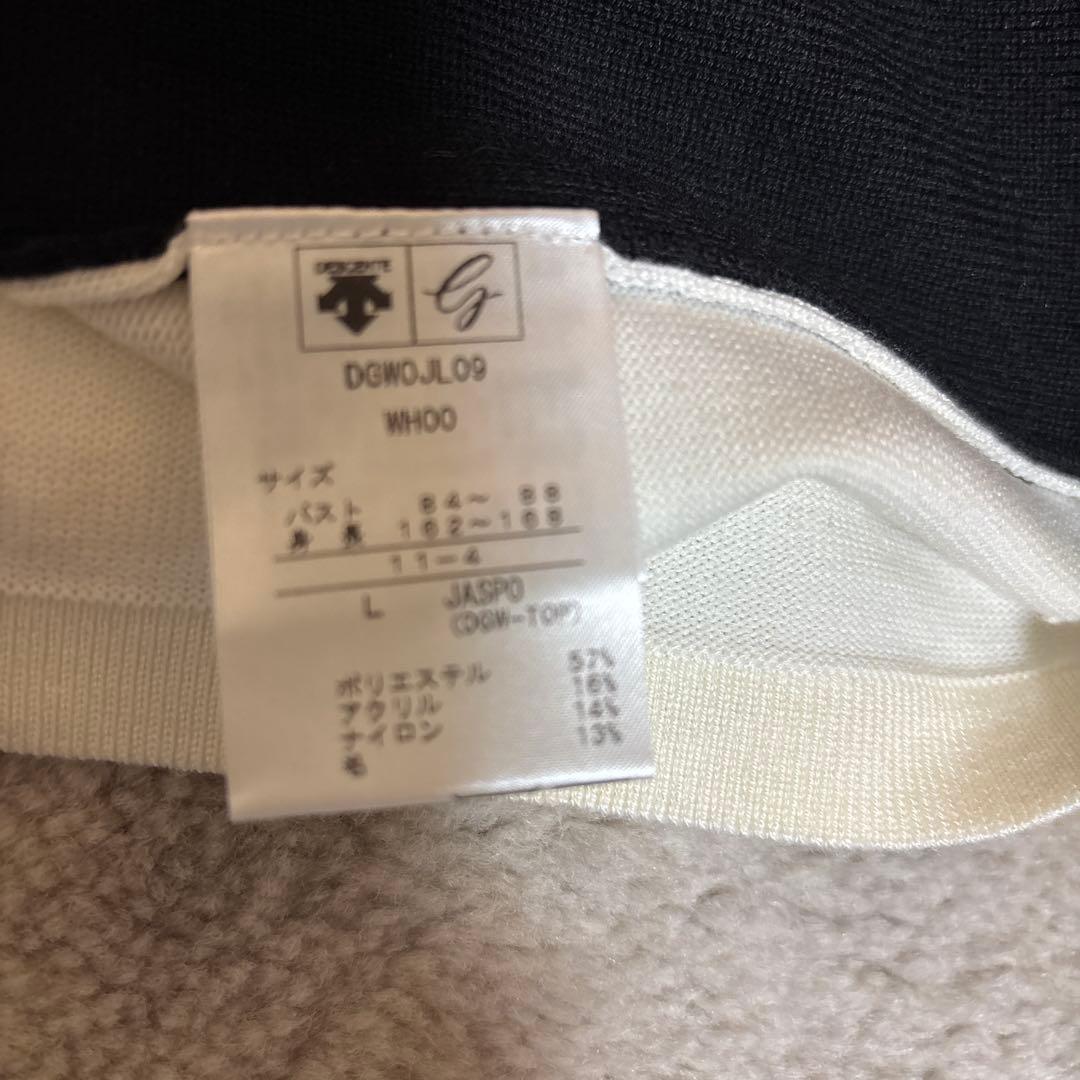 DESCENTE G
DGWOJL09
WH00
サイズ
バスト 84～88
身長 162～168
11-4
L JASPO
(DGW-TOP)
ポリエステル 57%
アクリル 16%
ナイロン 14%
毛 13%